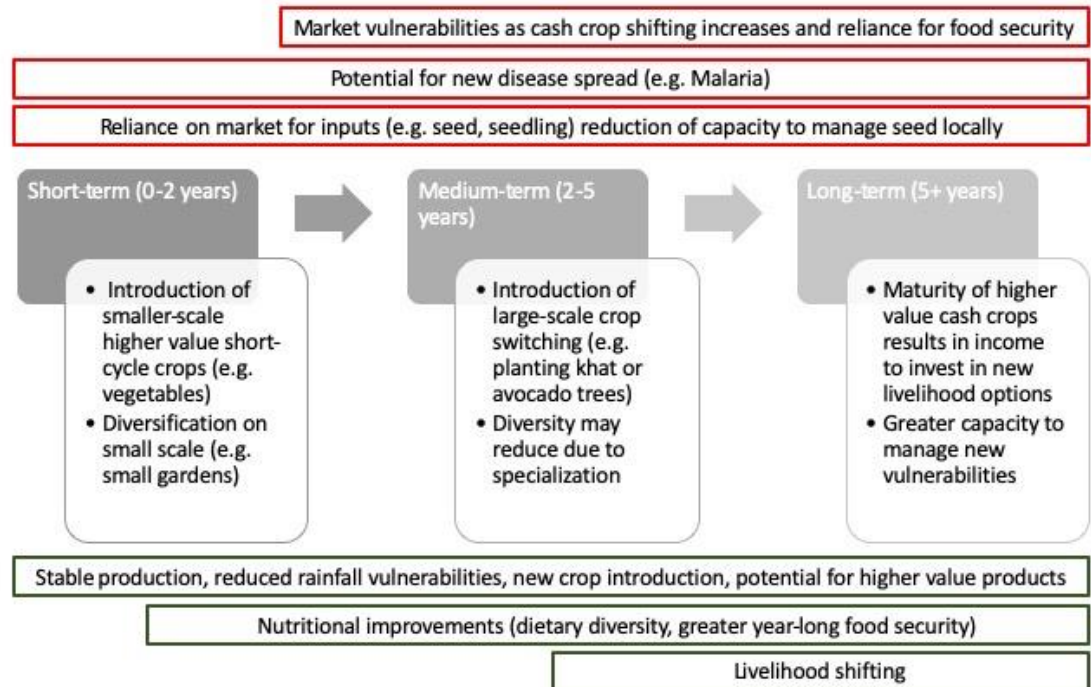 Market vulnerabilities as cash crop shifting increases and reliance for food security
Potential for new disease spread (e.g. Malaria)
Reliance on market for inputs (e.g. seed, seedling) reduction of capacity to manage seed locally
Short-term (0-2 years)
• Introduction of
smaller-scale
higher value short-
cycle crops (e.g.
vegetables)
• Diversification on
small scale (e.g.
small gardens)
Medium-term (2-5
years)
• Introduction of
large-scale crop
switching (e.g.
planting khat or
avocado trees)
• Diversity may
reduce due to
specialization
Long-term (5+ years)
• Maturity of higher
value cash crops
results in income
to invest in new
livelihood options
• Greater capacity to
manage new
vulnerabilities
Stable production, reduced rainfall vulnerabilities, new crop introduction, potential for higher value products
Nutritional improvements (dietary diversity, greater year-long food security)
Livelihood shifting